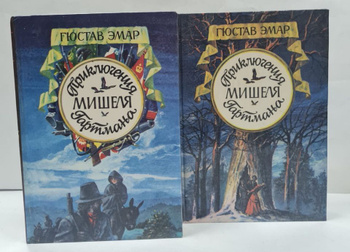 ГЮСТАВ ЭМАР
Приключения
МИШЕЛЯ
Гартмана
ГЮСТАВ ЭМАР
Приключения
МИШЕЛЯ
Гартмана